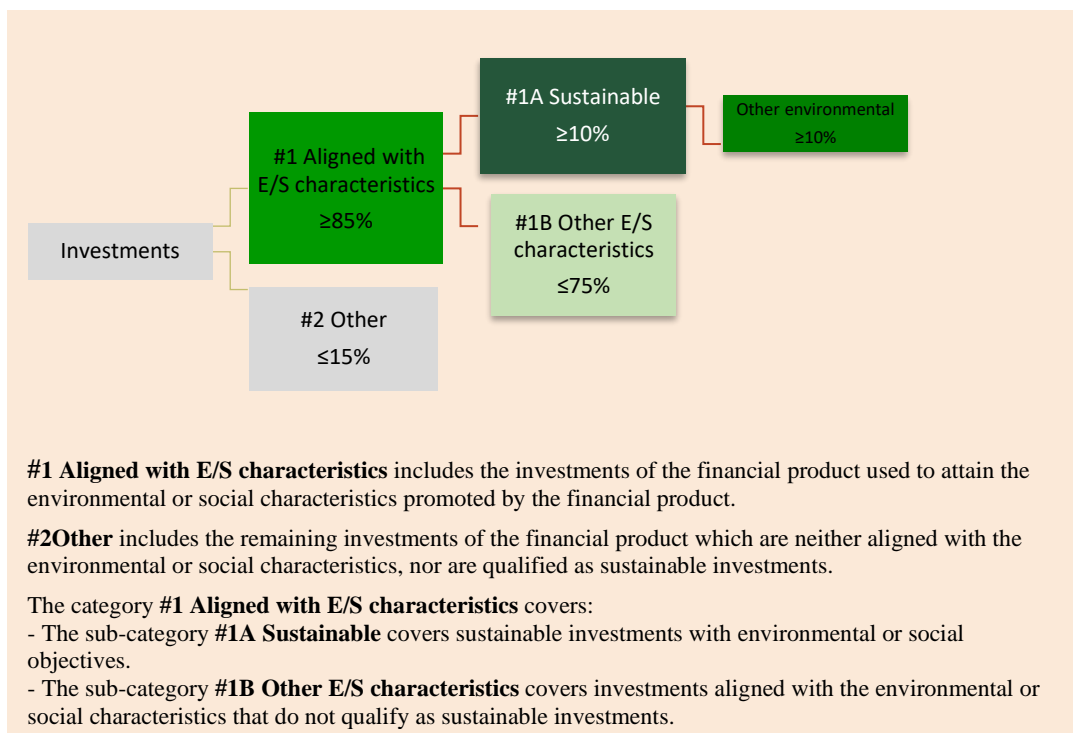 #1A Sustainable
≥10%
Other environmental
≥10%
#1 Aligned with
E/S characteristics
≥85%
#1B Other E/S
characteristics
≤75%
Investments
#2 Other
≤15%
#1 Aligned with E/S characteristics includes the investments of the financial product used to attain the
environmental or social characteristics promoted by the financial product.
#2Other includes the remaining investments of the financial product which are neither aligned with the
environmental or social characteristics, nor are qualified as sustainable investments.
The category #1 Aligned with E/S characteristics covers:
- The sub-category #1A Sustainable covers sustainable investments with environmental or social
objectives.
- The sub-category #1B Other E/S characteristics covers investments aligned with the environmental or
social characteristics that do not qualify as sustainable investments.